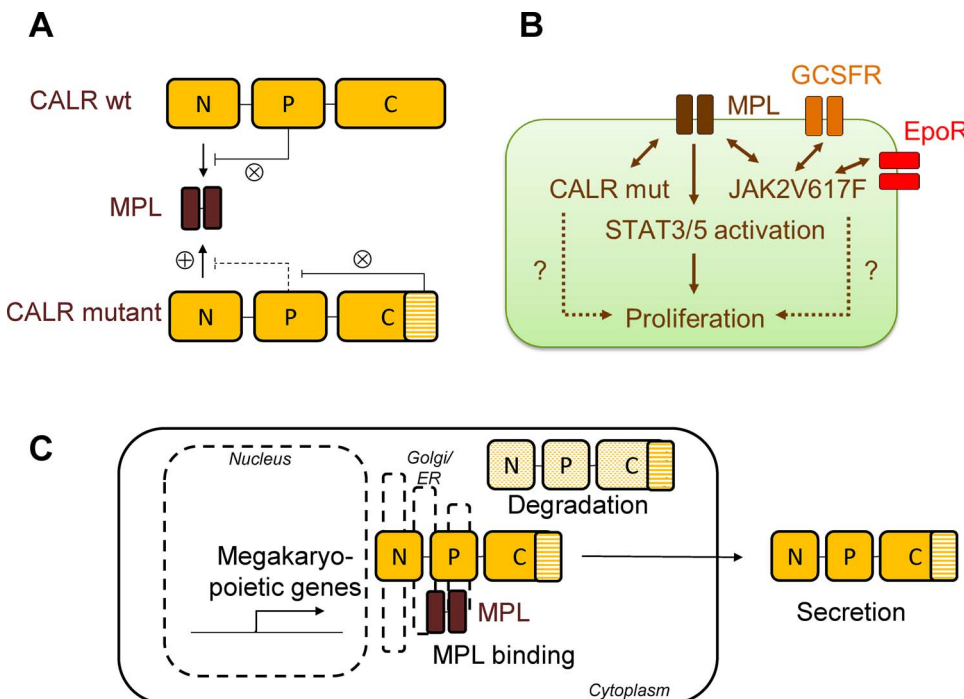 A
CALR wt
N P C
MPL
CALR mutant
N P C
B
GCSFR
MPL
EpoR
CALR mut JAK2V617F
STAT3/5 activation
? ?
Proliferation
C
Nucleus
Golgi/
ER
N P C
Degradation
Megakaryo-
poietic genes
N P C
MPL
MPL binding
N P C
Secretion
Cytoplasm